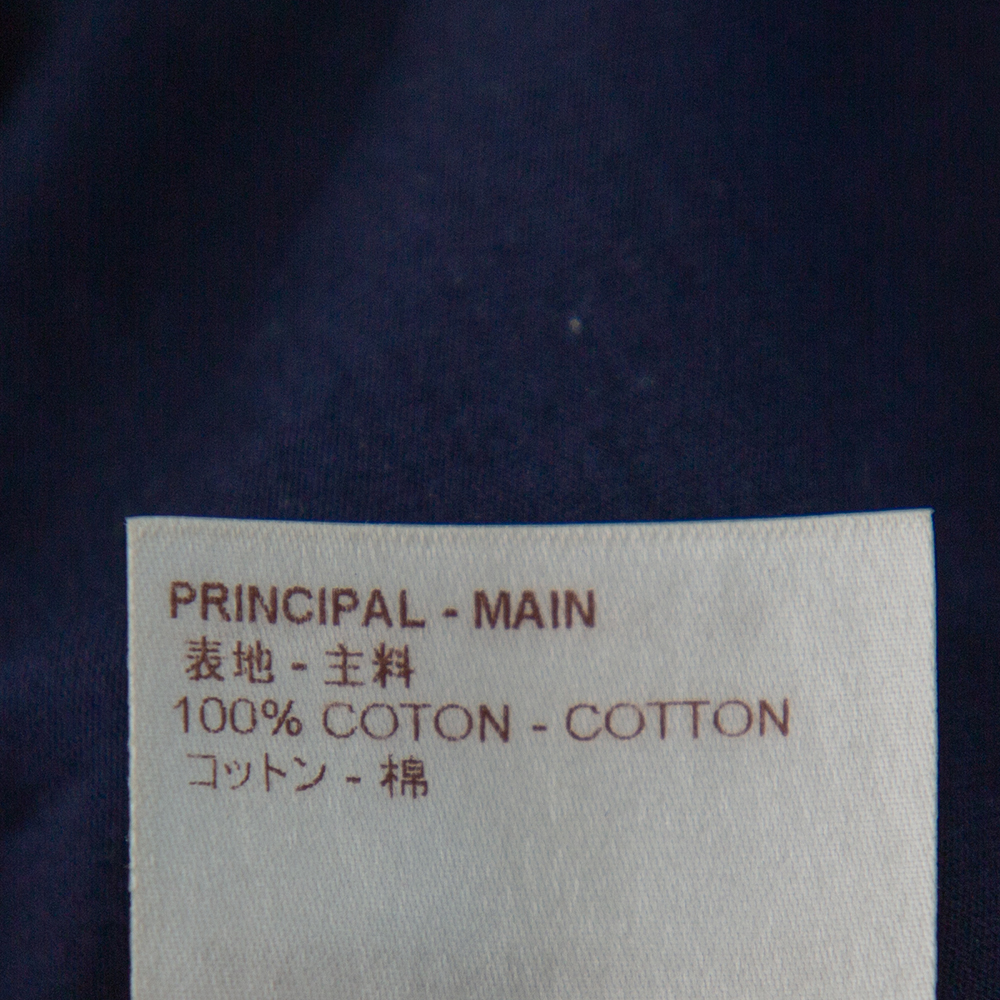 PRINCIPAL - MAIN
表地 - 主料
100% COTON - COTTON
コットン - 棉